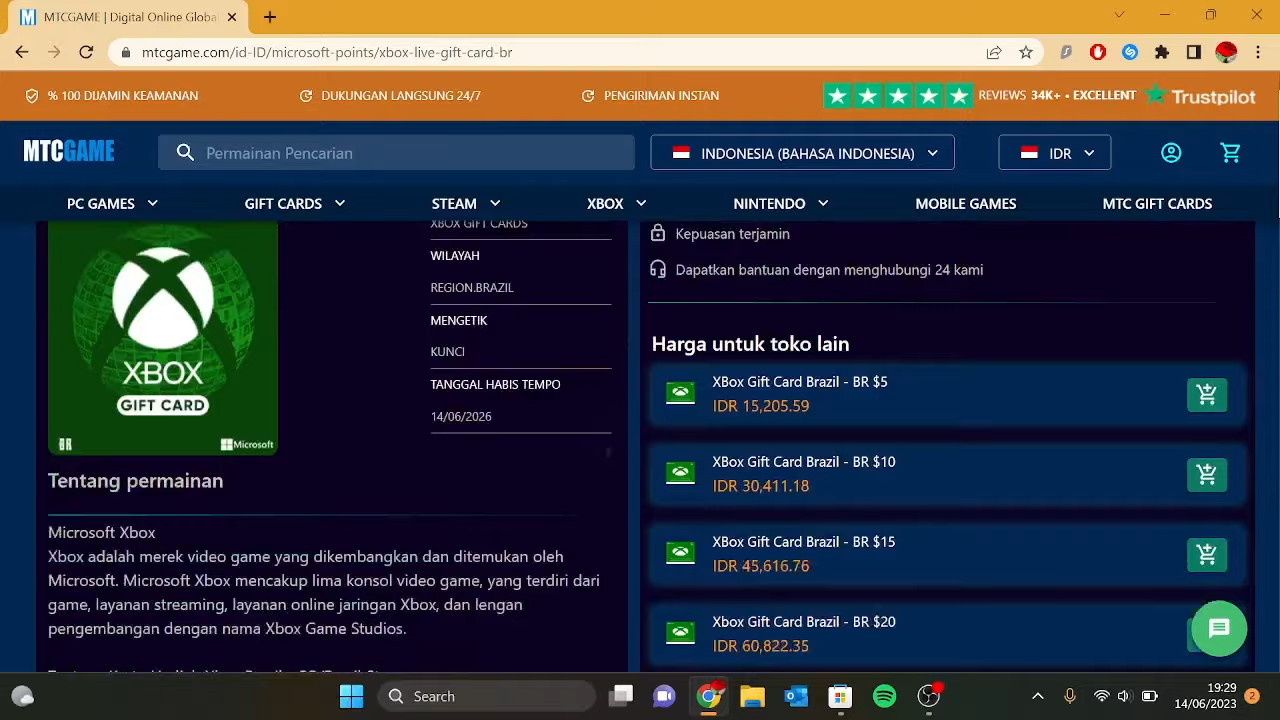 MTCGAME | Digital Online Globa
mtcgame.com/id-ID/microsoft-points/xbox-live-gift-card-br
% 100 DIJAMIN KEAMANAN
DUKUNGAN LANGSUNG 24/7
PENGIRIMAN INSTAN
REVIEWS 34K+ • EXCELLENT
Trustpilot
MTCGAME
Permainan Pencarian
INDONESIA (BAHASA INDONESIA)
IDR
PC GAMES
GIFT CARDS
STEAM
XBOX
NINTENDO
MOBILE GAMES
MTC GIFT CARDS
XBOX
GIFT CARD
BR
Microsoft
XBOX GIFT CARDS
WILAYAH
REGION.BRAZIL
MENGETIK
KUNCI
TANGGAL HABIS TEMPO
14/06/2026
Tentang permainan
Microsoft Xbox
Xbox adalah merek video game yang dikembangkan dan ditemukan oleh
Microsoft. Microsoft Xbox mencakup lima konsol video game, yang terdiri dari
game, layanan streaming, layanan online jaringan Xbox, dan lengan
pengembangan dengan nama Xbox Game Studios.
Kepuasan terjamin
Dapatkan bantuan dengan menghubungi 24 kami
Harga untuk toko lain
XBox Gift Card Brazil - BR $5
IDR 15,205.59
XBox Gift Card Brazil - BR $10
IDR 30,411.18
XBox Gift Card Brazil - BR $15
IDR 45,616.76
Xbox Gift Card Brazil - BR $20
IDR 60,822.35
Search
19:29
14/06/2023
2